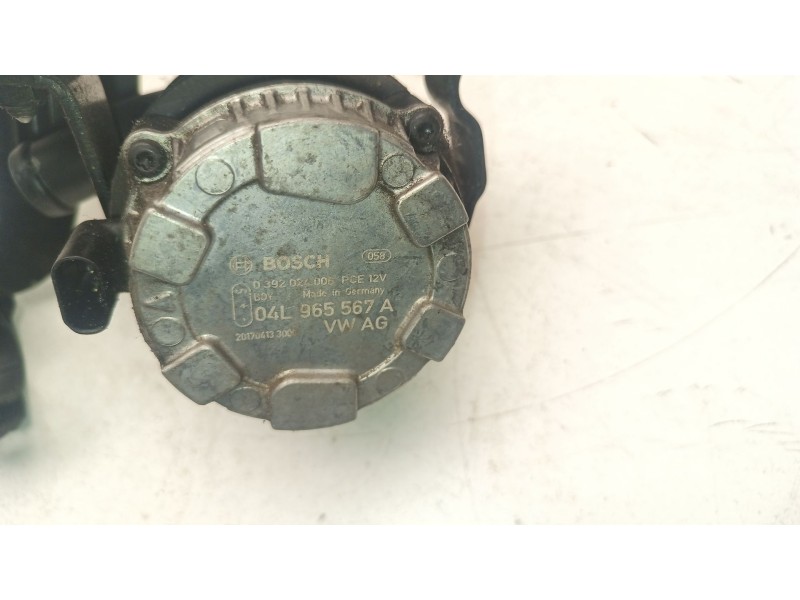 BOSCH 058
0 392 024 006 PCE 12V
Made in Germany
04L 965 567 A
VW AG